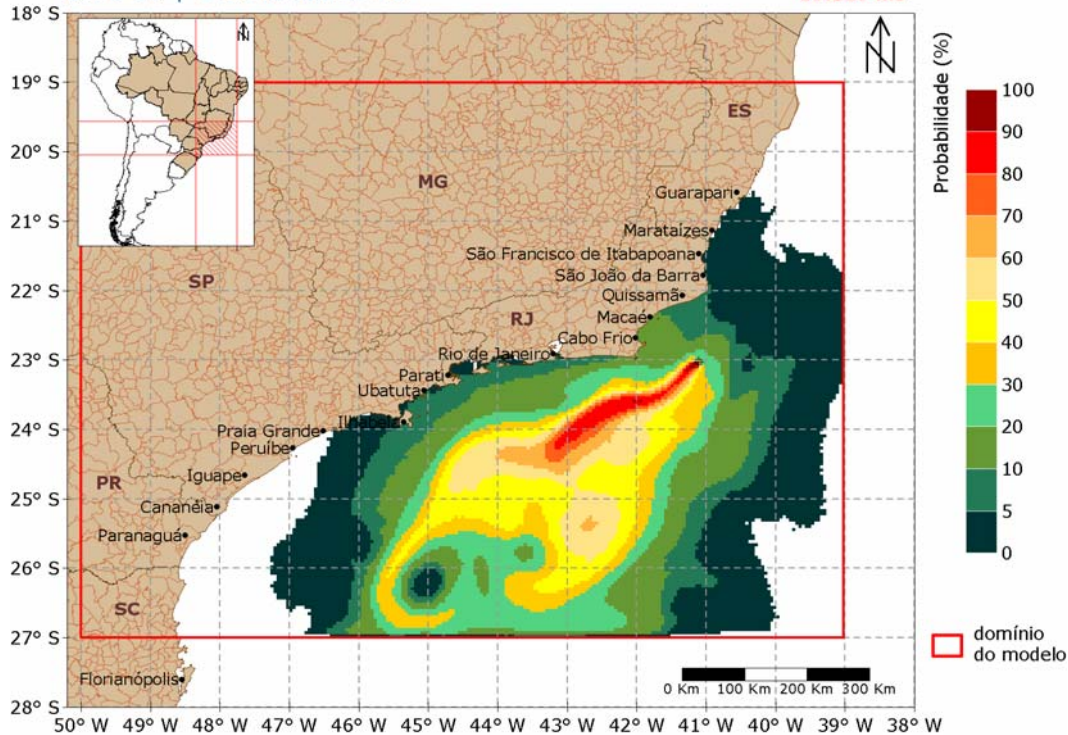 18° S
19° S
20° S
21° S
22° S
23° S
24° S
25° S
26° S
27° S
28° S
50° W
49° W
48° W
47° W
46° W
45° W
44° W
43° W
42° W
41° W
40° W
39° W
38° W
N
N
ES
MG
SP
RJ
PR
SC
Guarapari
Marataízes
São Francisco de Itabapoana
São João da Barra
Quissamã
Macaé
Cabo Frio
Rio de Janeiro
Parati
Ubatuta
Ilhabela
Praia Grande
Peruíbe
Iguape
Cananéia
Paranaguá
Florianópolis
0 Km 100 Km 200 Km 300 Km
Probabilidade (%)
100
90
80
70
60
50
40
30
20
10
5
0
domínio
do modelo